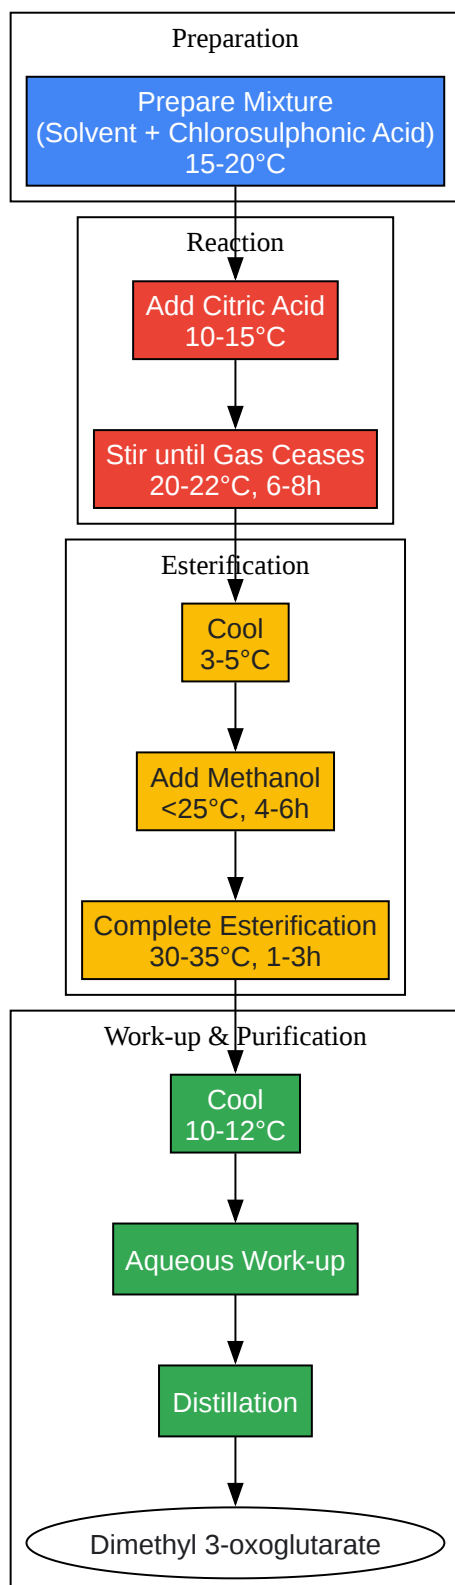 Preparation
Prepare Mixture
(Solvent + Chlorosulphonic Acid)
15-20°C
Reaction
Add Citric Acid
10-15°C
Stir until Gas Ceases
20-22°C, 6-8h
Esterification
Cool
3-5°C
Add Methanol
<25°C, 4-6h
Complete Esterification
30-35°C, 1-3h
Work-up & Purification
Cool
10-12°C
Aqueous Work-up
Distillation
Dimethyl 3-oxoglutarate